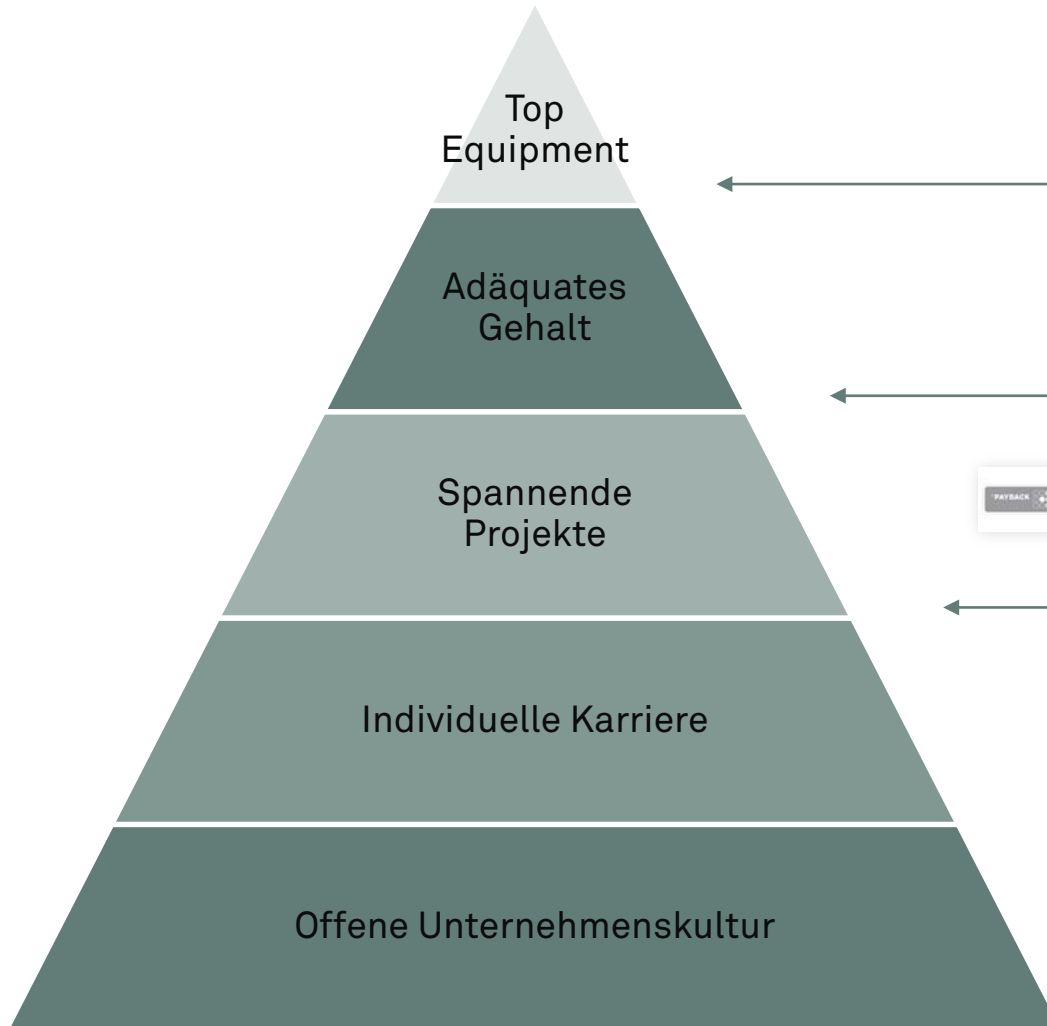 Top
Equipment
Adäquates
Gehalt
Spannende
Projekte
PAYBACK
Individuelle Karriere
Offene Unternehmenskultur